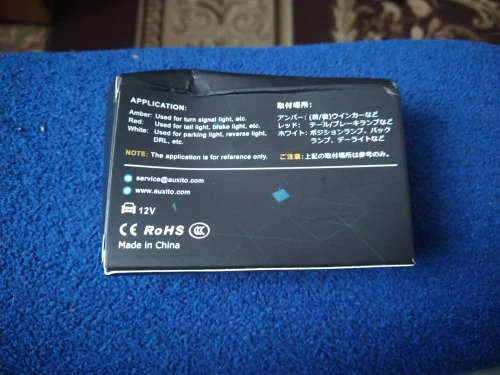 APPLICATION:
Amber: Used for turn signal light, etc.
Red: Used for tail light, brake light, etc.
White: Used for parking light, reverse light,
DRL, etc.
NOTE: The application is for reference only.
取付場所:
アンバー: (前/後)ウインカーなど
レッド: テール/ブレーキランプなど
ホワイト: ポジションランプ、バック
ランプ、デーライトなど
ご注意: 上記の取付場所は参考のみ。
service@auxito.com
www.auxito.com
12V
CE RoHS CCC
Made in China